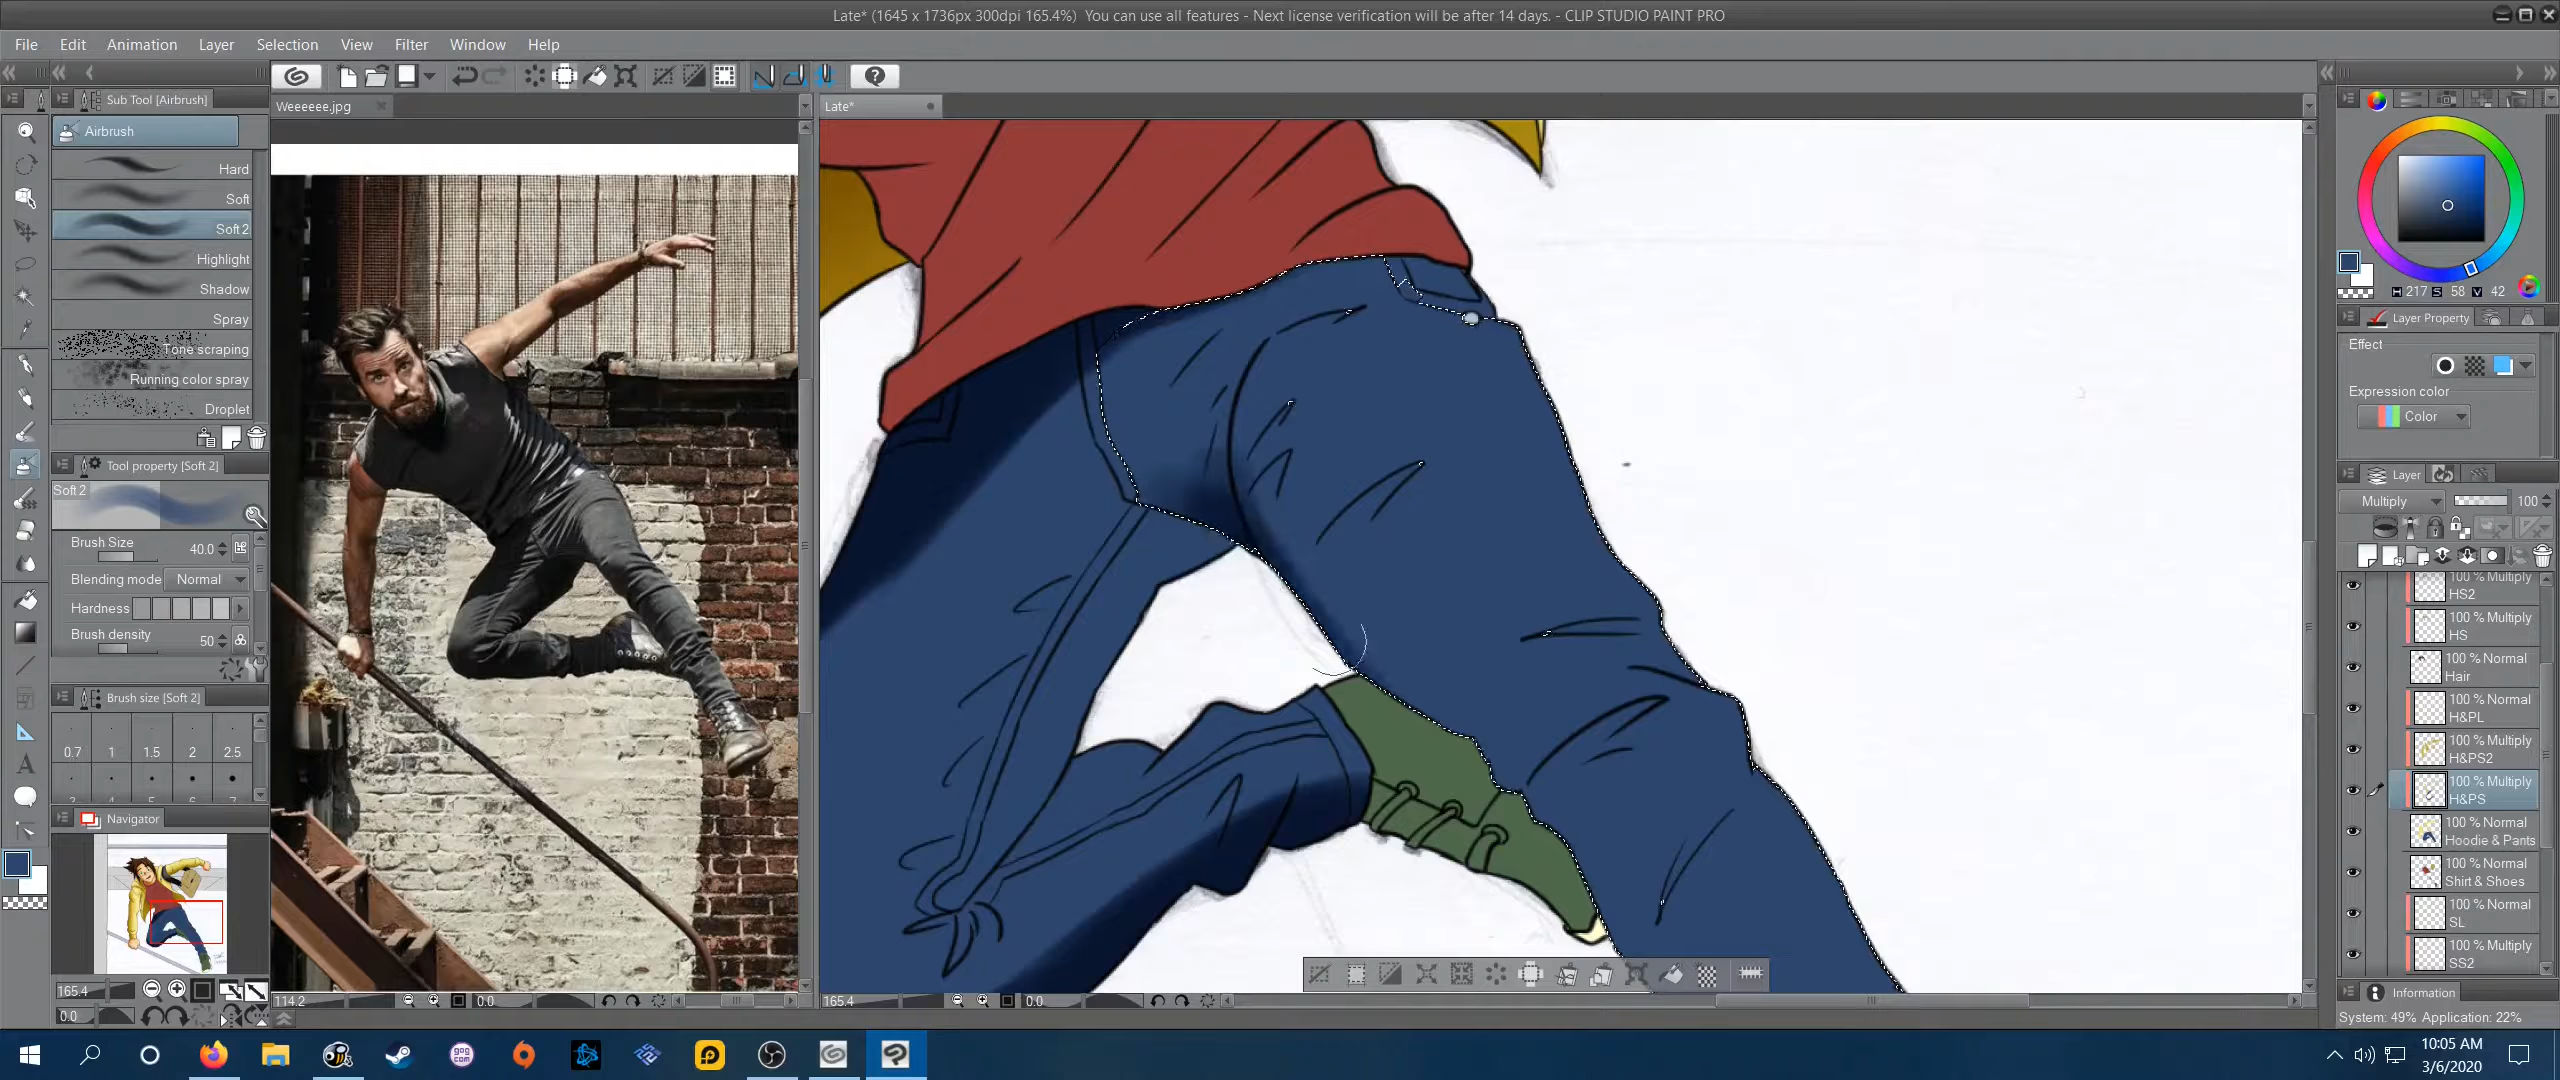 Late* (1645 x 1736px 300dpi 165.4%)  You can use all features - Next license verification will be after 14 days. - CLIP STUDIO PAINT PRO
File Edit Animation Layer Selection View Filter Window Help
Sub Tool [Airbrush]
Airbrush
Hard
Soft
Soft 2
Highlight
Shadow
Spray
Tone scraping
Running color spray
Droplet
Tool property [Soft 2]
Soft 2
Brush Size 40.0
Blending mode Normal
Hardness
Brush density 50
Brush size [Soft 2]
0.7 1 1.5 2 2.5
3 4 5 6 7
Navigator
165.4
0.0
Weeeeee.jpg
114.2 0.0
Late*
165.4 0.0
H 217 S 58 V 42
Layer Property
Effect
Expression color
Color
Layer
Multiply 100
100 % Multiply
HS2
100 % Multiply
HS
100 % Normal
Hair
100 % Normal
H&PL
100 % Multiply
H&PS2
100 % Multiply
H&PS
100 % Normal
Hoodie & Pants
100 % Normal
Shirt & Shoes
100 % Normal
SL
100 % Multiply
SS2
Information
System: 49% Application: 22%
gog
com
10:05 AM
3/6/2020